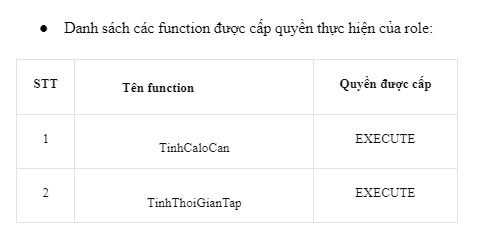 ● Danh sách các function được cấp quyền thực hiện của role:
STT Tên function Quyền được cấp
1 TinhCaloCan EXECUTE
2 TinhThoiGianTap EXECUTE